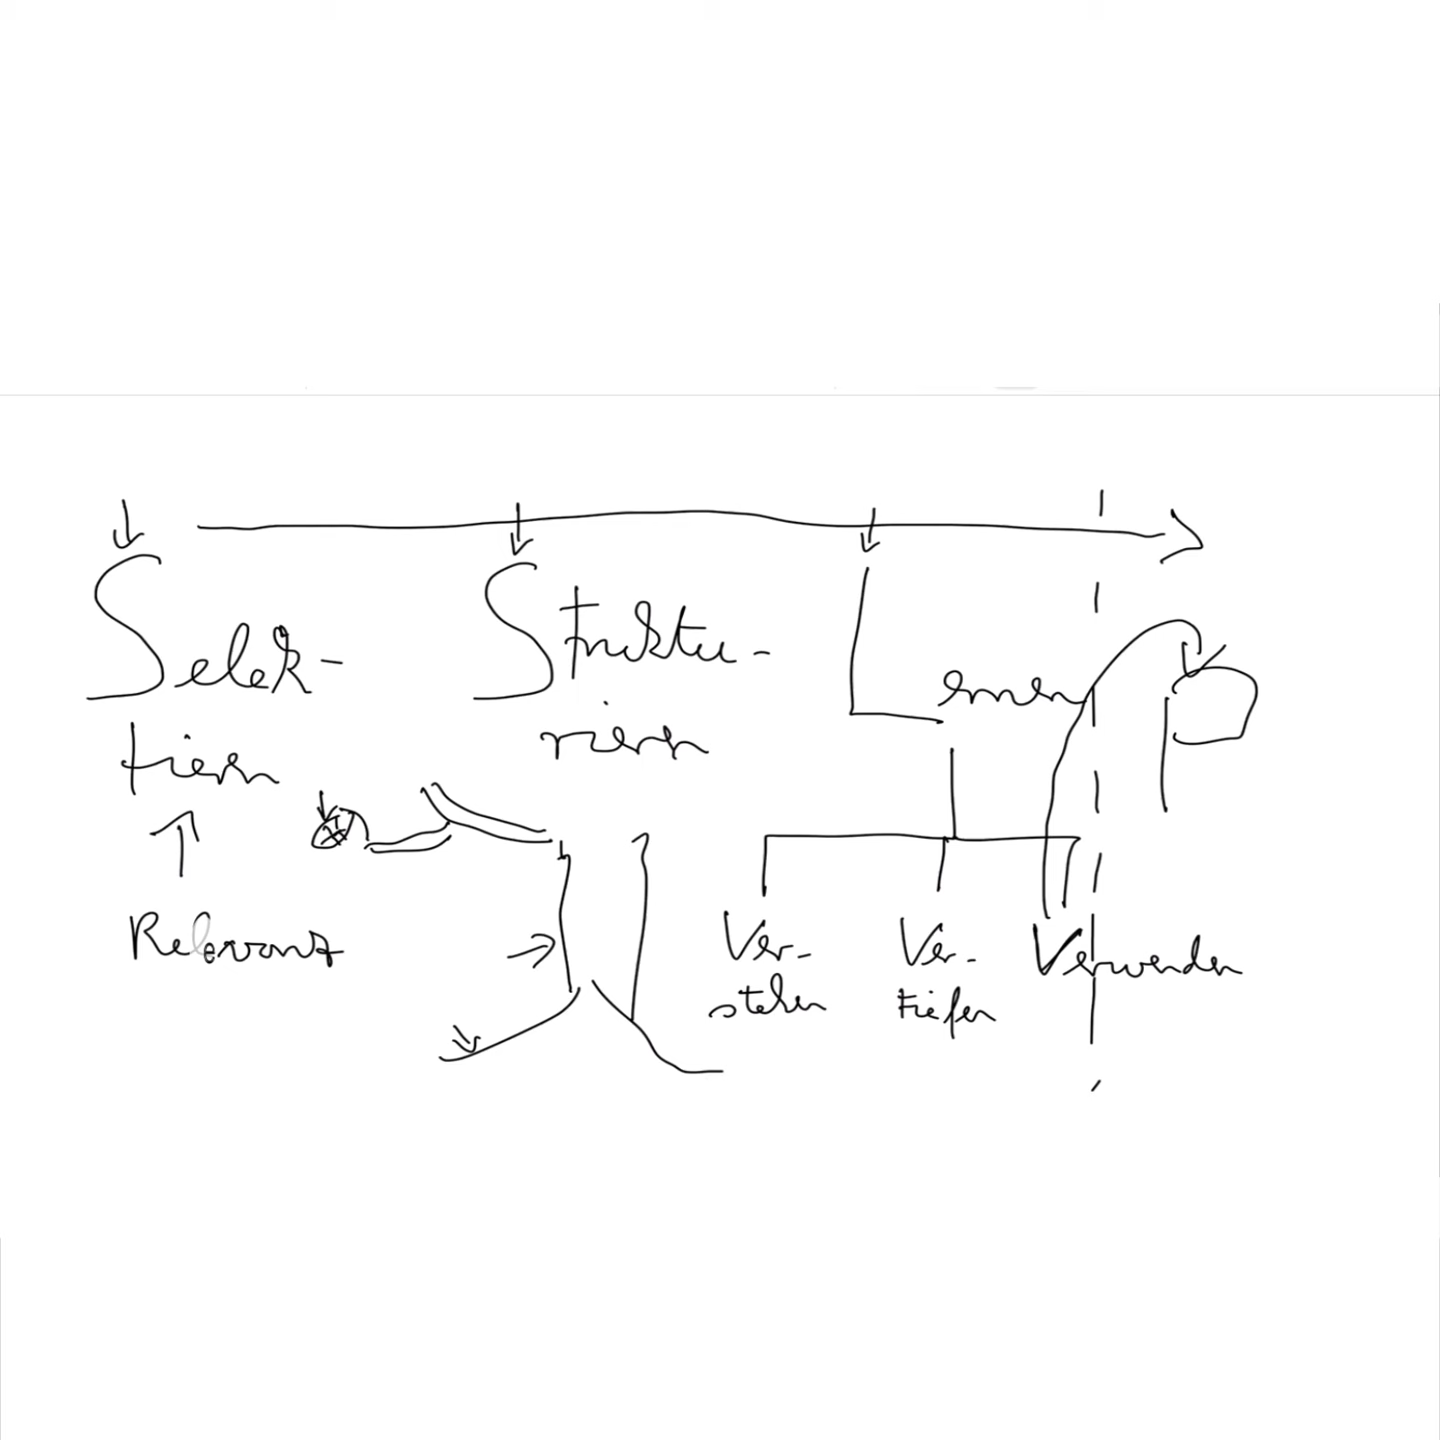 Selek-
tieren
Struktu-
rieren
Lernen
Relevanz
Ver-
stehen
Ver-
tiefen
Verwenden
P